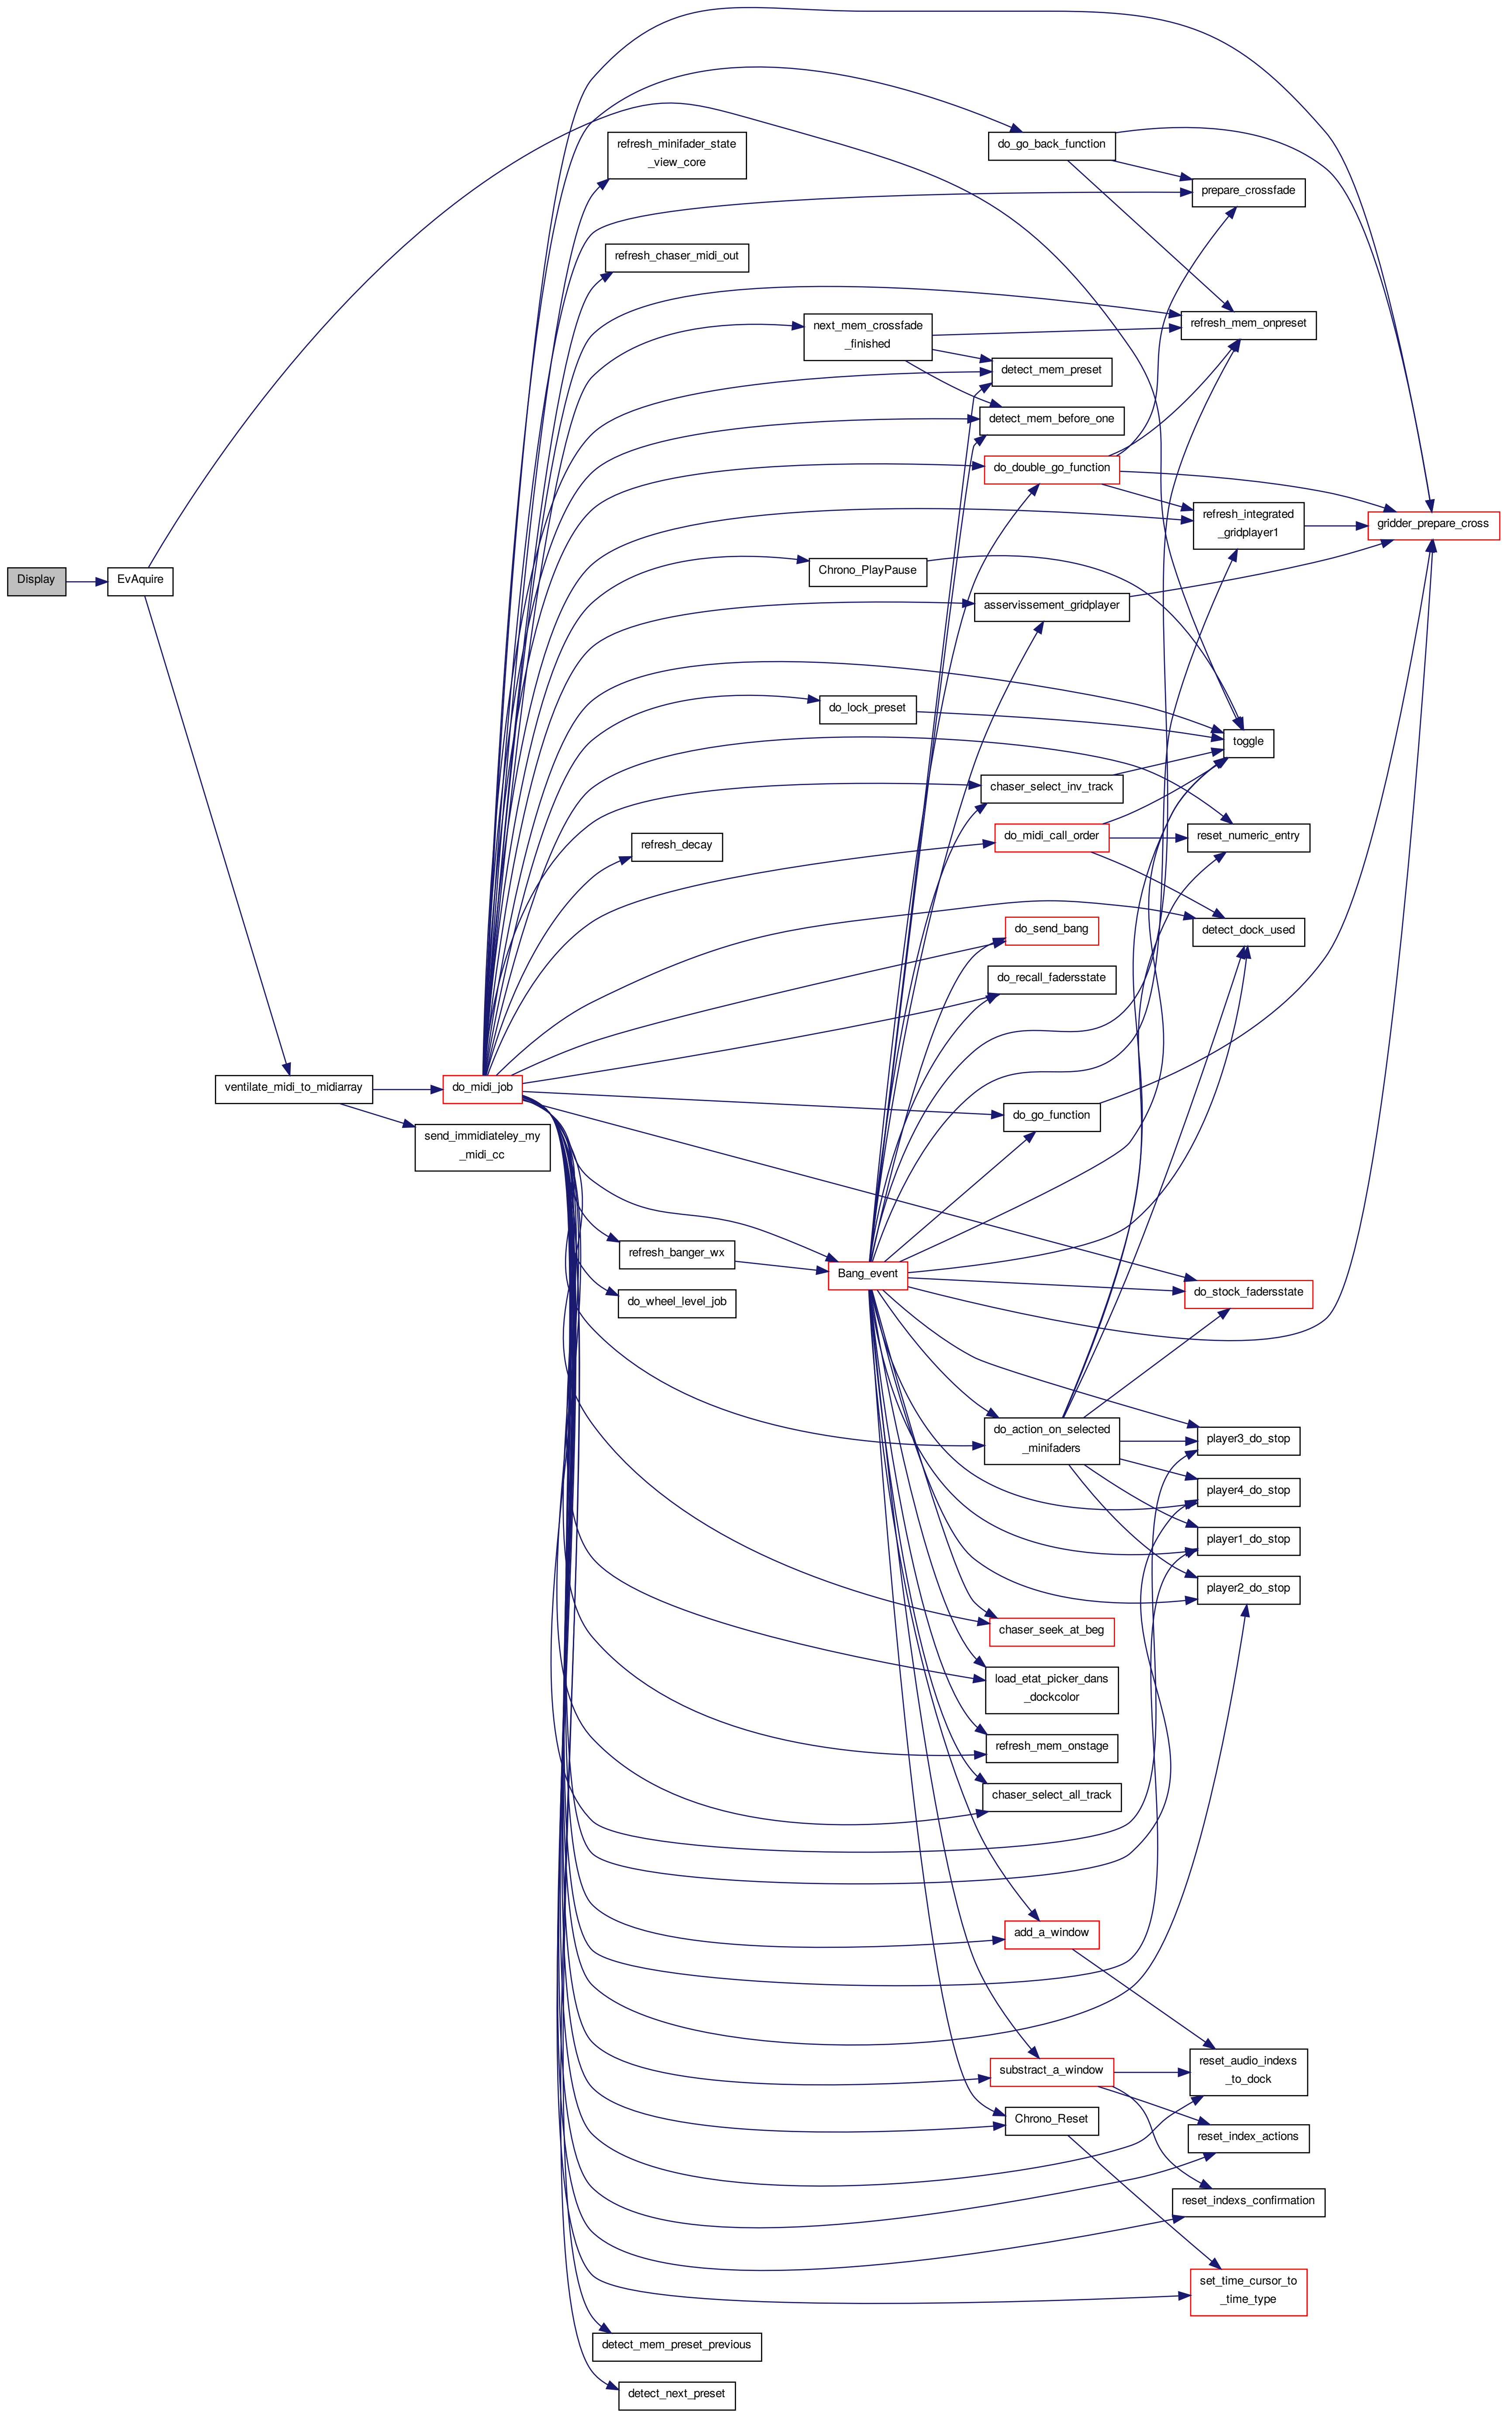 Display
EvAquire
ventilate_midi_to_midiarray
do_midi_job
send_immidiateley_my
_midi_cc
refresh_minifader_state
_view_core
refresh_chaser_midi_out
next_mem_crossfade
_finished
Chrono_PlayPause
do_lock_preset
refresh_decay
refresh_banger_wx
do_wheel_level_job
Bang_event
detect_mem_preset_previous
detect_next_preset
do_go_back_function
detect_mem_preset
detect_mem_before_one
do_double_go_function
asservissement_gridplayer
chaser_select_inv_track
do_midi_call_order
do_send_bang
do_recall_fadersstate
do_go_function
do_action_on_selected
_minifaders
chaser_seek_at_beg
load_etat_picker_dans
_dockcolor
refresh_mem_onstage
chaser_select_all_track
add_a_window
substract_a_window
Chrono_Reset
prepare_crossfade
refresh_mem_onpreset
refresh_integrated
_gridplayer1
gridder_prepare_cross
toggle
reset_numeric_entry
detect_dock_used
do_stock_fadersstate
player3_do_stop
player4_do_stop
player1_do_stop
player2_do_stop
reset_audio_indexs
_to_dock
reset_index_actions
reset_indexs_confirmation
set_time_cursor_to
_time_type